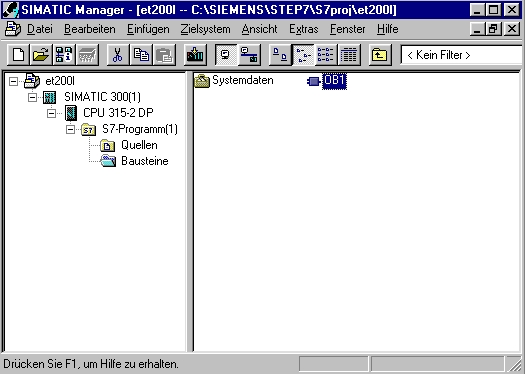 SIMATIC Manager - [et200l -- C:\SIEMENS\STEP7\S7proj\et200l]
Datei Bearbeiten Einfügen Zielsystem Ansicht Extras Fenster Hilfe
< Kein Filter >
et200l
SIMATIC 300(1)
CPU 315-2 DP
S7-Programm(1)
Quellen
Bausteine
Systemdaten OB1
Drücken Sie F1, um Hilfe zu erhalten.